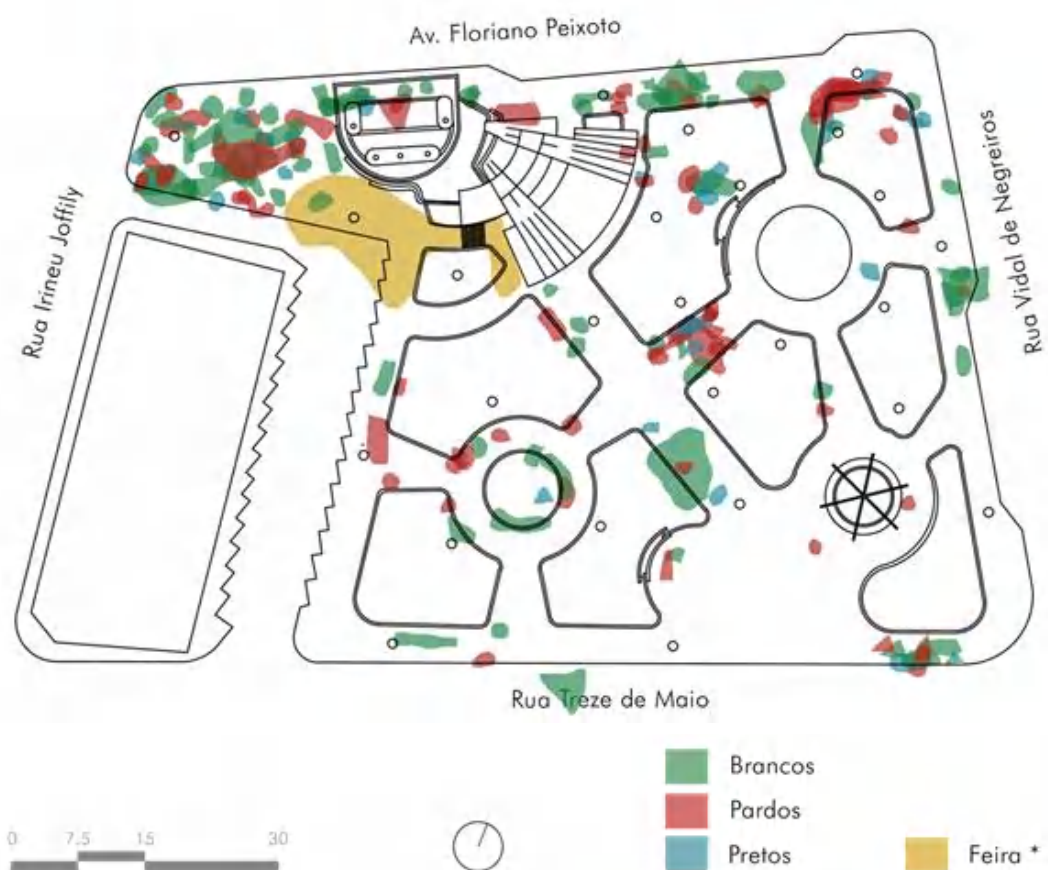 Av. Floriano Peixoto
Rua Irineu Joffily
Rua Vidal de Negreiros
Rua Treze de Maio
Brancos
Pardos
Pretos
Feira *
0 7.5 15 30